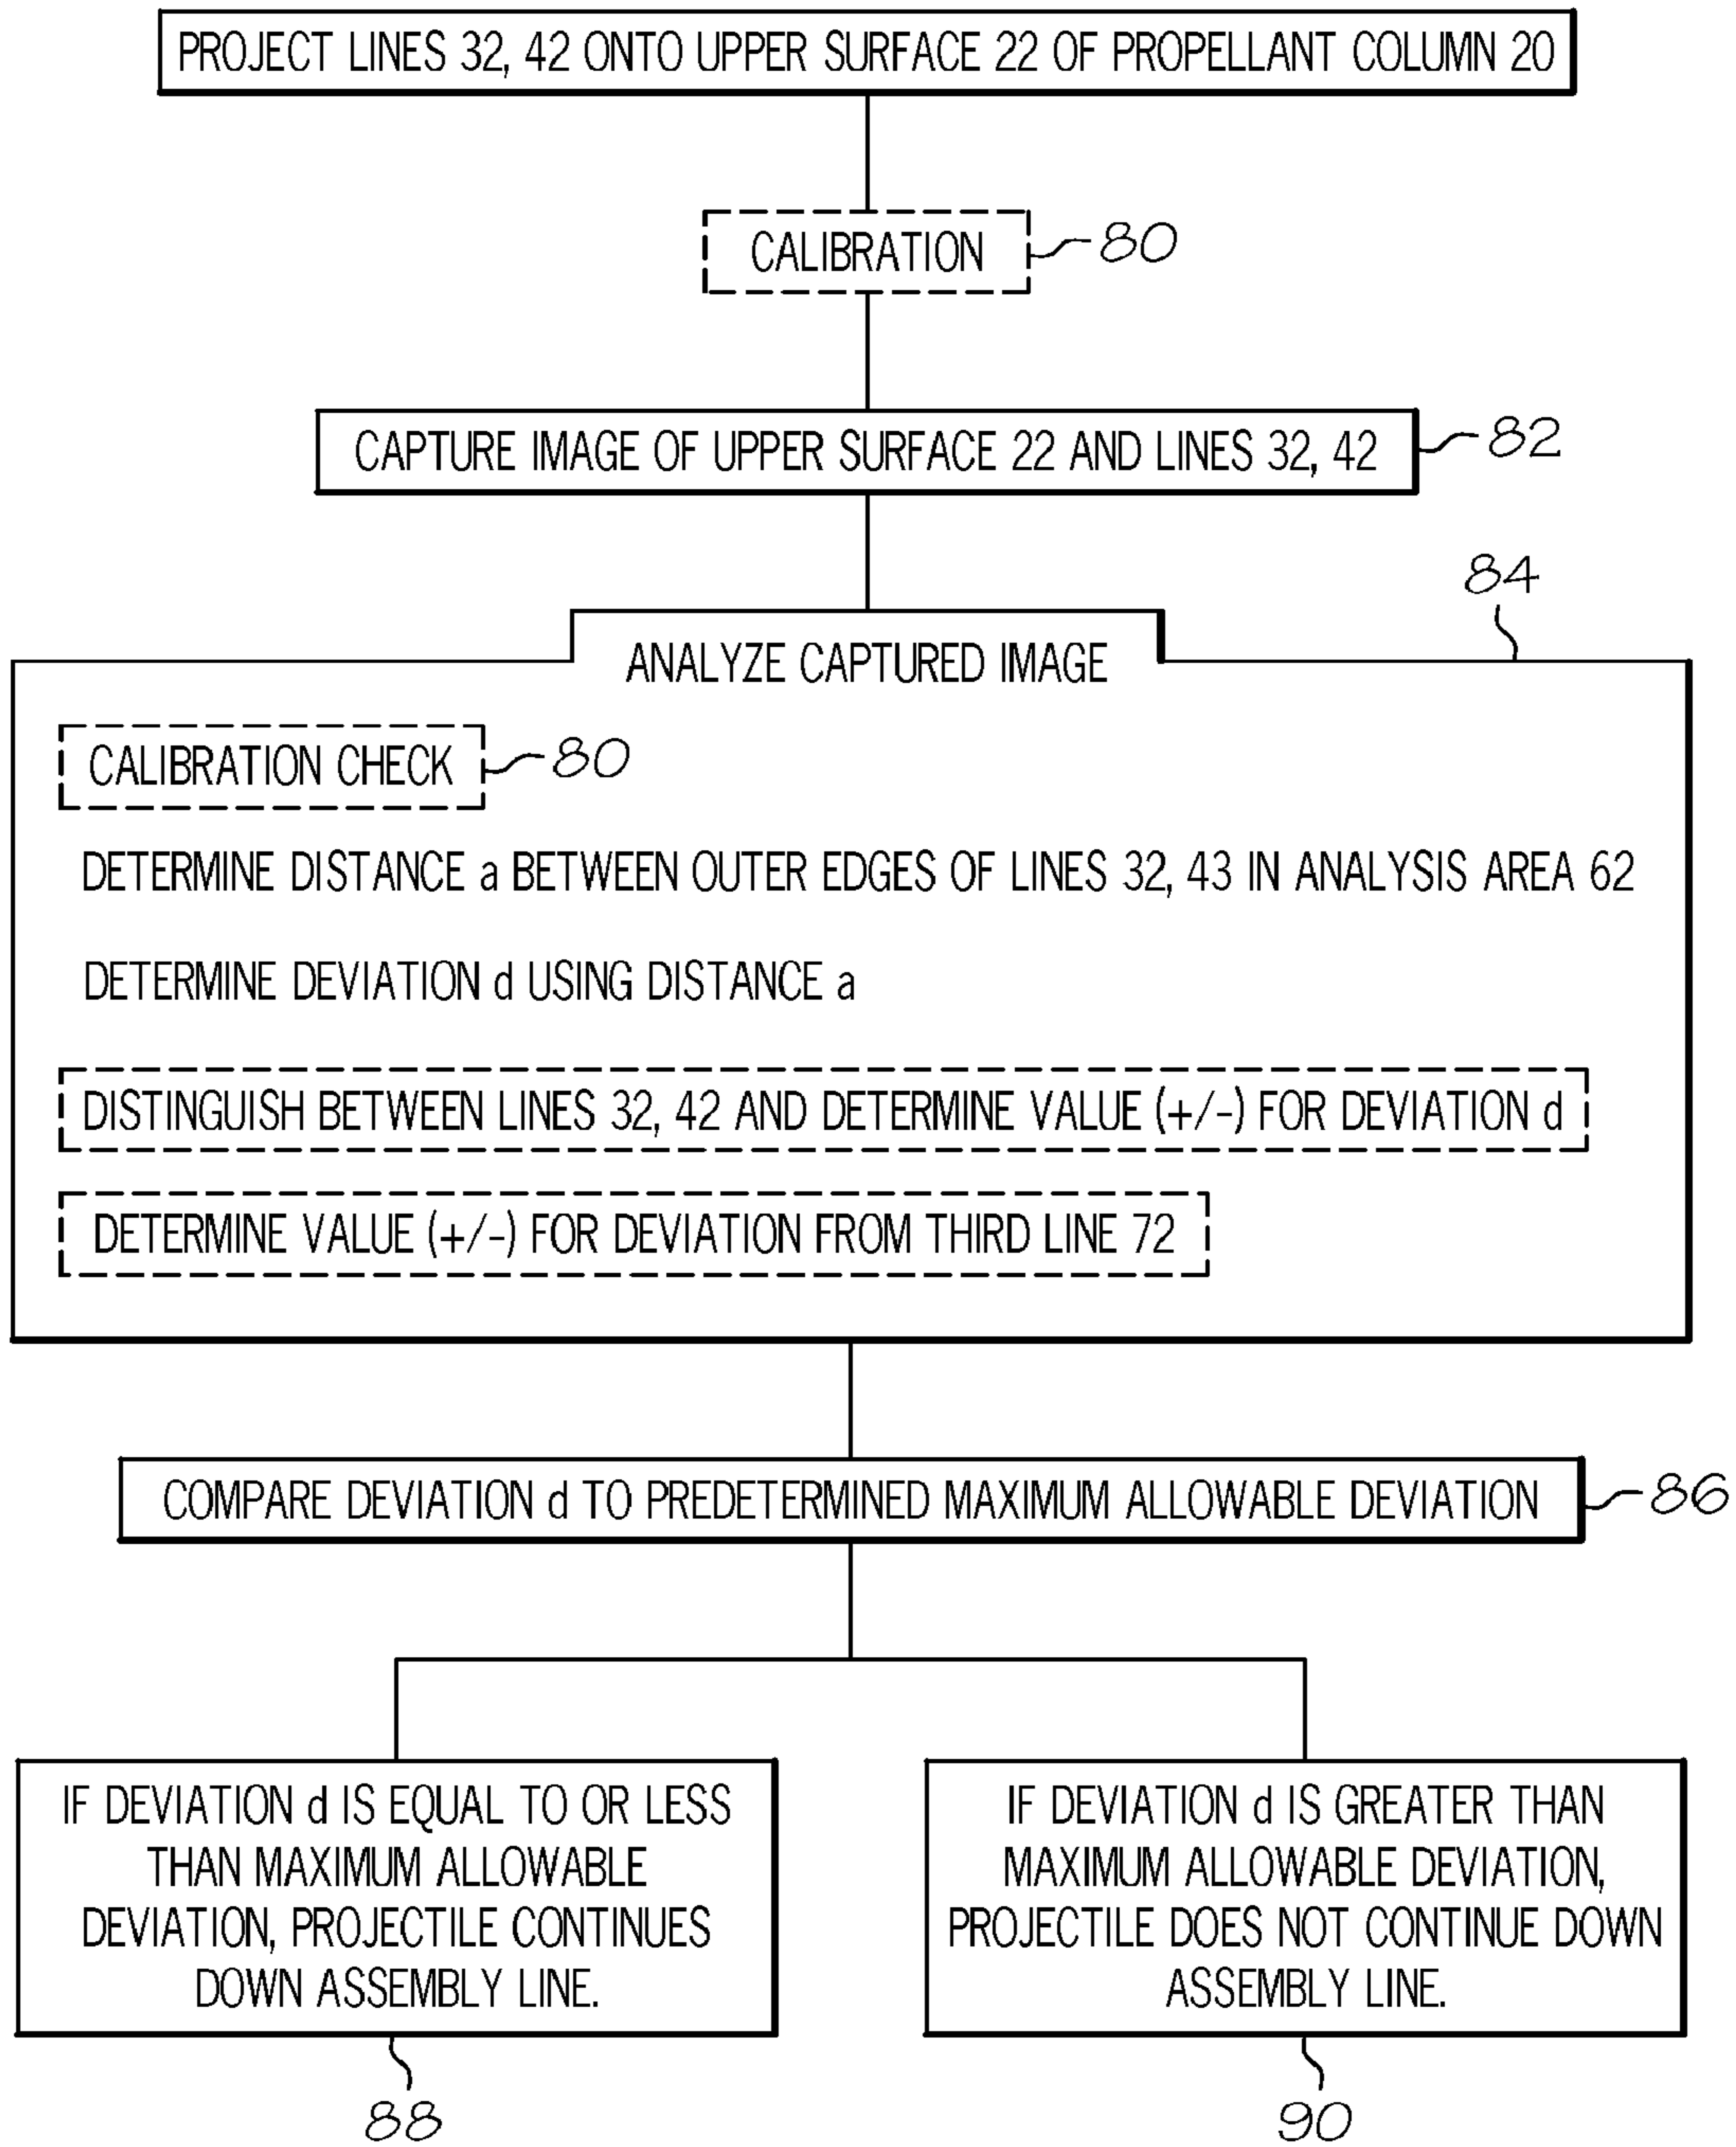 PROJECT LINES 32, 42 ONTO UPPER SURFACE 22 OF PROPELLANT COLUMN 20
CALIBRATION
80
CAPTURE IMAGE OF UPPER SURFACE 22 AND LINES 32, 42
82
84
ANALYZE CAPTURED IMAGE
CALIBRATION CHECK
80
DETERMINE DISTANCE a BETWEEN OUTER EDGES OF LINES 32, 43 IN ANALYSIS AREA 62
DETERMINE DEVIATION d USING DISTANCE a
DISTINGUISH BETWEEN LINES 32, 42 AND DETERMINE VALUE (+/-) FOR DEVIATION d
DETERMINE VALUE (+/-) FOR DEVIATION FROM THIRD LINE 72
COMPARE DEVIATION d TO PREDETERMINED MAXIMUM ALLOWABLE DEVIATION
86
IF DEVIATION d IS EQUAL TO OR LESS
THAN MAXIMUM ALLOWABLE
DEVIATION, PROJECTILE CONTINUES
DOWN ASSEMBLY LINE.
88
IF DEVIATION d IS GREATER THAN
MAXIMUM ALLOWABLE DEVIATION,
PROJECTILE DOES NOT CONTINUE DOWN
ASSEMBLY LINE.
90